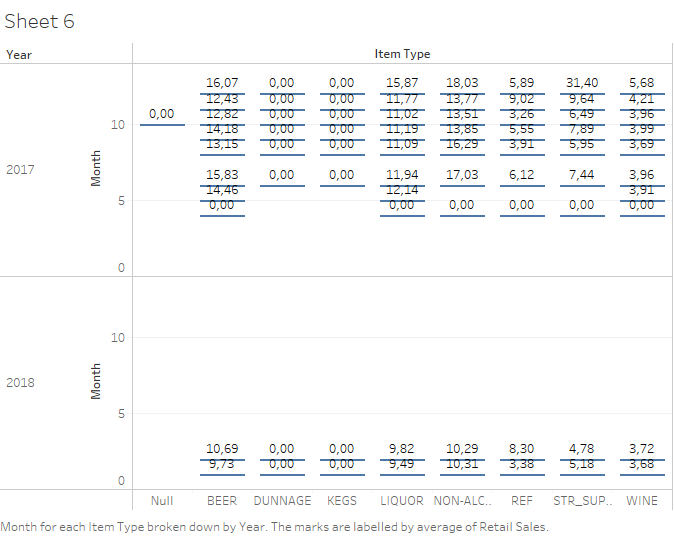 Sheet 6
Year
Item Type
16,07 0,00 0,00 15,87 18,03 5,89 31,40 5,68
12,43 0,00 0,00 11,77 13,77 9,02 9,64 4,21
0,00 12,82 0,00 0,00 11,02 13,51 3,26 6,49 3,96
10 14,18 0,00 0,00 11,19 13,85 5,55 7,89 3,99
13,15 0,00 0,00 11,09 16,29 3,91 5,95 3,69
2017 Month 15,83 0,00 0,00 11,94 17,03 6,12 7,44 3,96
14,46 12,14 3,91
5 0,00 0,00 0,00 0,00 0,00 0,00
0
10
2018 Month
5
10,69 0,00 0,00 9,82 10,29 8,30 4,78 3,72
9,73 0,00 0,00 9,49 10,31 3,38 5,18 3,68
0
Null BEER DUNNAGE KEGS LIQUOR NON-ALC.. REF STR_SUP.. WINE
Month for each Item Type broken down by Year. The marks are labelled by average of Retail Sales.